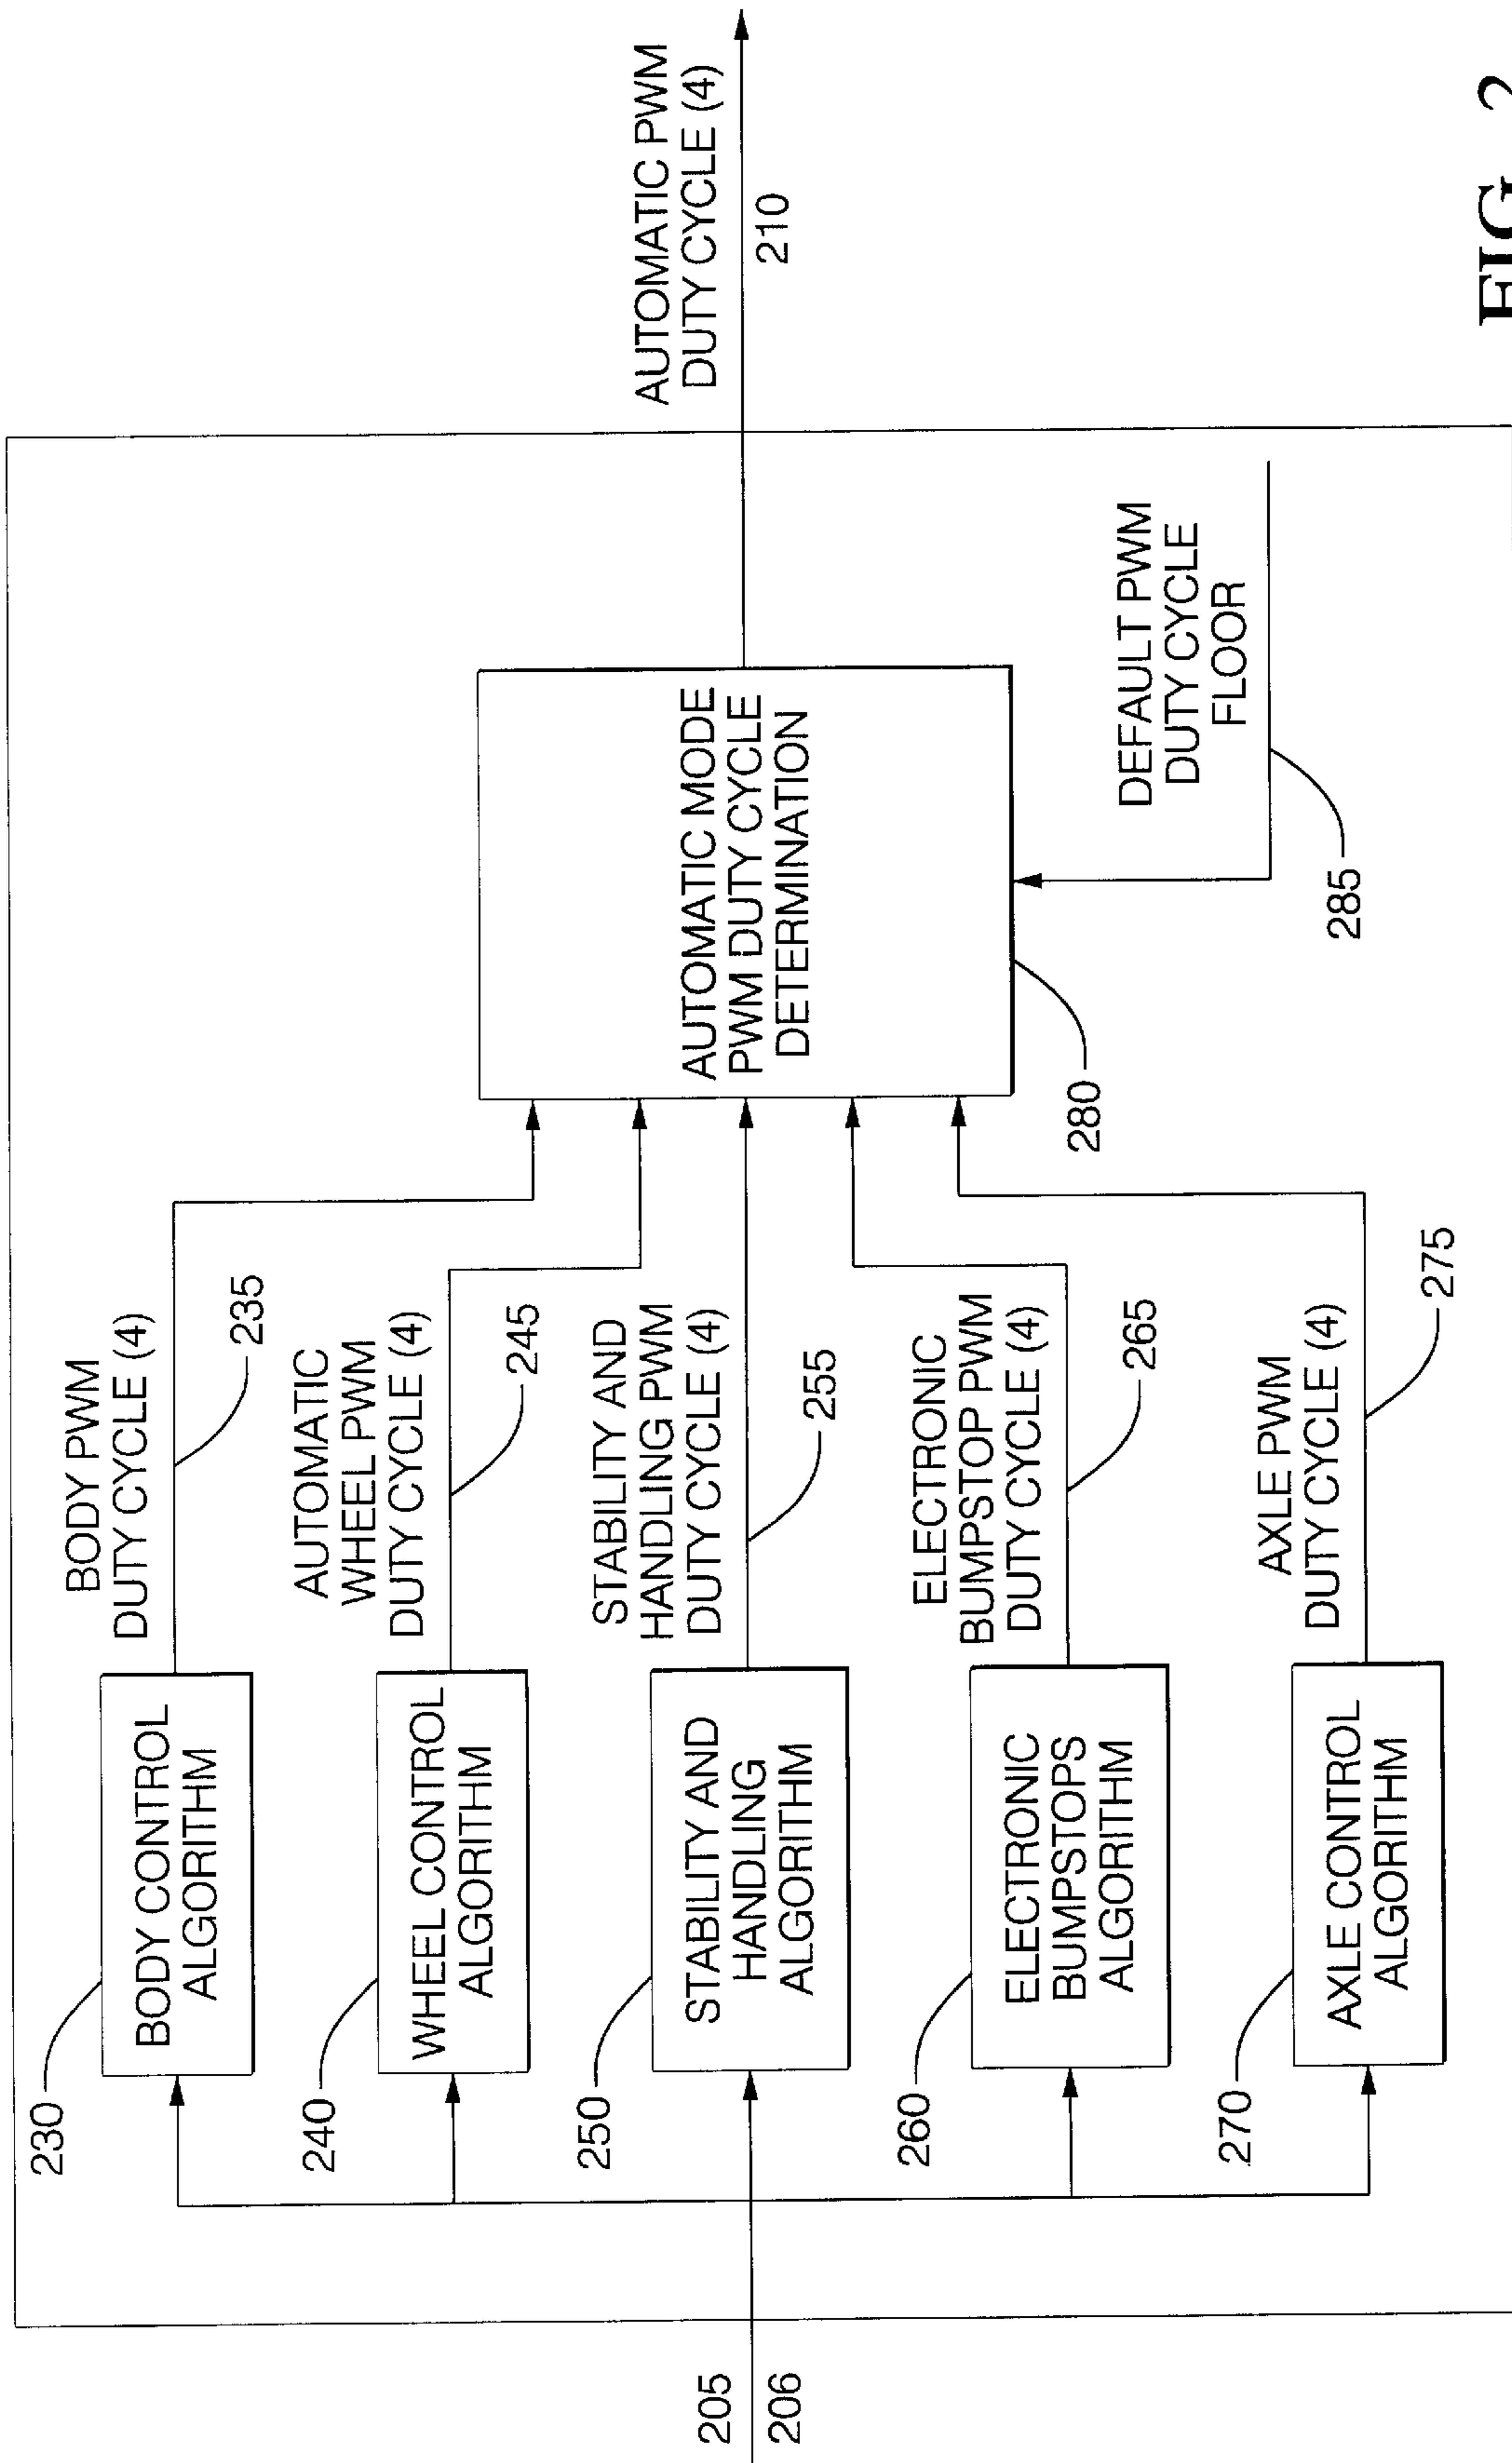 205
206
230
BODY CONTROL
ALGORITHM
BODY PWM
DUTY CYCLE (4)
235
240
WHEEL CONTROL
ALGORITHM
AUTOMATIC
WHEEL PWM
DUTY CYCLE (4)
245
250
STABILITY AND
HANDLING
ALGORITHM
STABILITY AND
HANDLING PWM
DUTY CYCLE (4)
255
260
ELECTRONIC
BUMPSTOPS
ALGORITHM
ELECTRONIC
BUMPSTOP PWM
DUTY CYCLE (4)
265
270
AXLE CONTROL
ALGORITHM
AXLE PWM
DUTY CYCLE (4)
275
AUTOMATIC MODE
PWM DUTY CYCLE
DETERMINATION
280
DEFAULT PWM
DUTY CYCLE
FLOOR
285
AUTOMATIC PWM
DUTY CYCLE (4)
210
FIG. 2